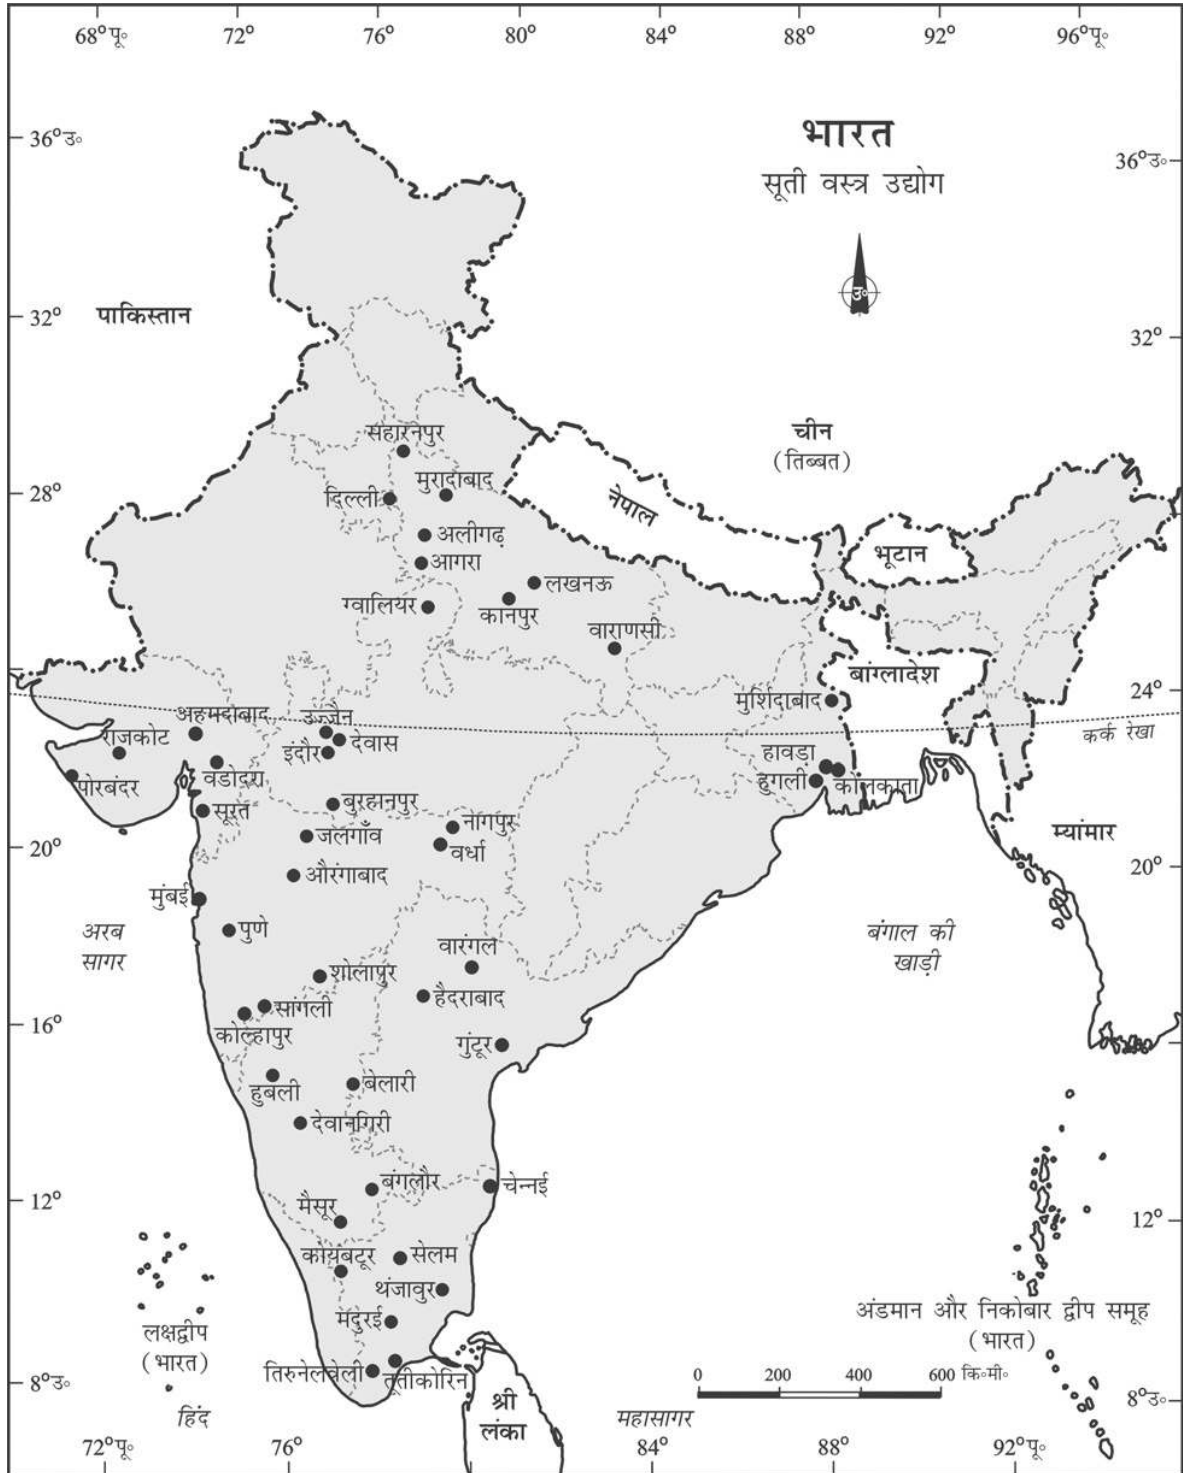 68°पू॰ 72° 76° 80° 84° 88° 92° 96°पू॰
भारत
सूती वस्त्र उद्योग
36°उ॰
36°उ॰
उ॰
पाकिस्तान
32°
32°
चीन
(तिब्बत)
सहारनपुर
मुरादाबाद
दिल्ली
28°
नेपाल
अलीगढ़
आगरा
भूटान
लखनऊ
ग्वालियर
कानपुर
वाराणसी
बांग्लादेश
24°
मुर्शिदाबाद
अहमदाबाद
उज्जैन
राजकोट
देवास
कर्क रेखा
इंदौर
हावड़ा
वडोदरा
हुगली
कोलकाता
पोरबंदर
सूरत
बुरहानपुर
नागपुर
जलगाँव
म्यांमार
20°
वर्धा
20°
औरंगाबाद
मुंबई
पुणे
अरब
सागर
बंगाल की
खाड़ी
वारंगल
शोलापुर
हैदराबाद
सांगली
16°
कोल्हापुर
16°
गुंटूर
हुबली
बेलारी
देवानगिरी
बंगलौर
चेन्नई
12°
मैसूर
12°
कोयंबटूर
सेलम
थंजावुर
मदुरई
अंडमान और निकोबार द्वीप समूह
(भारत)
लक्षद्वीप
(भारत)
तिरुनेलवेली
तूतीकोरिन
0 200 400 600 कि॰मी॰
8°उ॰
8°उ॰
श्री
लंका
हिंद
महासागर
72°पू॰ 76° 84° 88° 92°पू॰